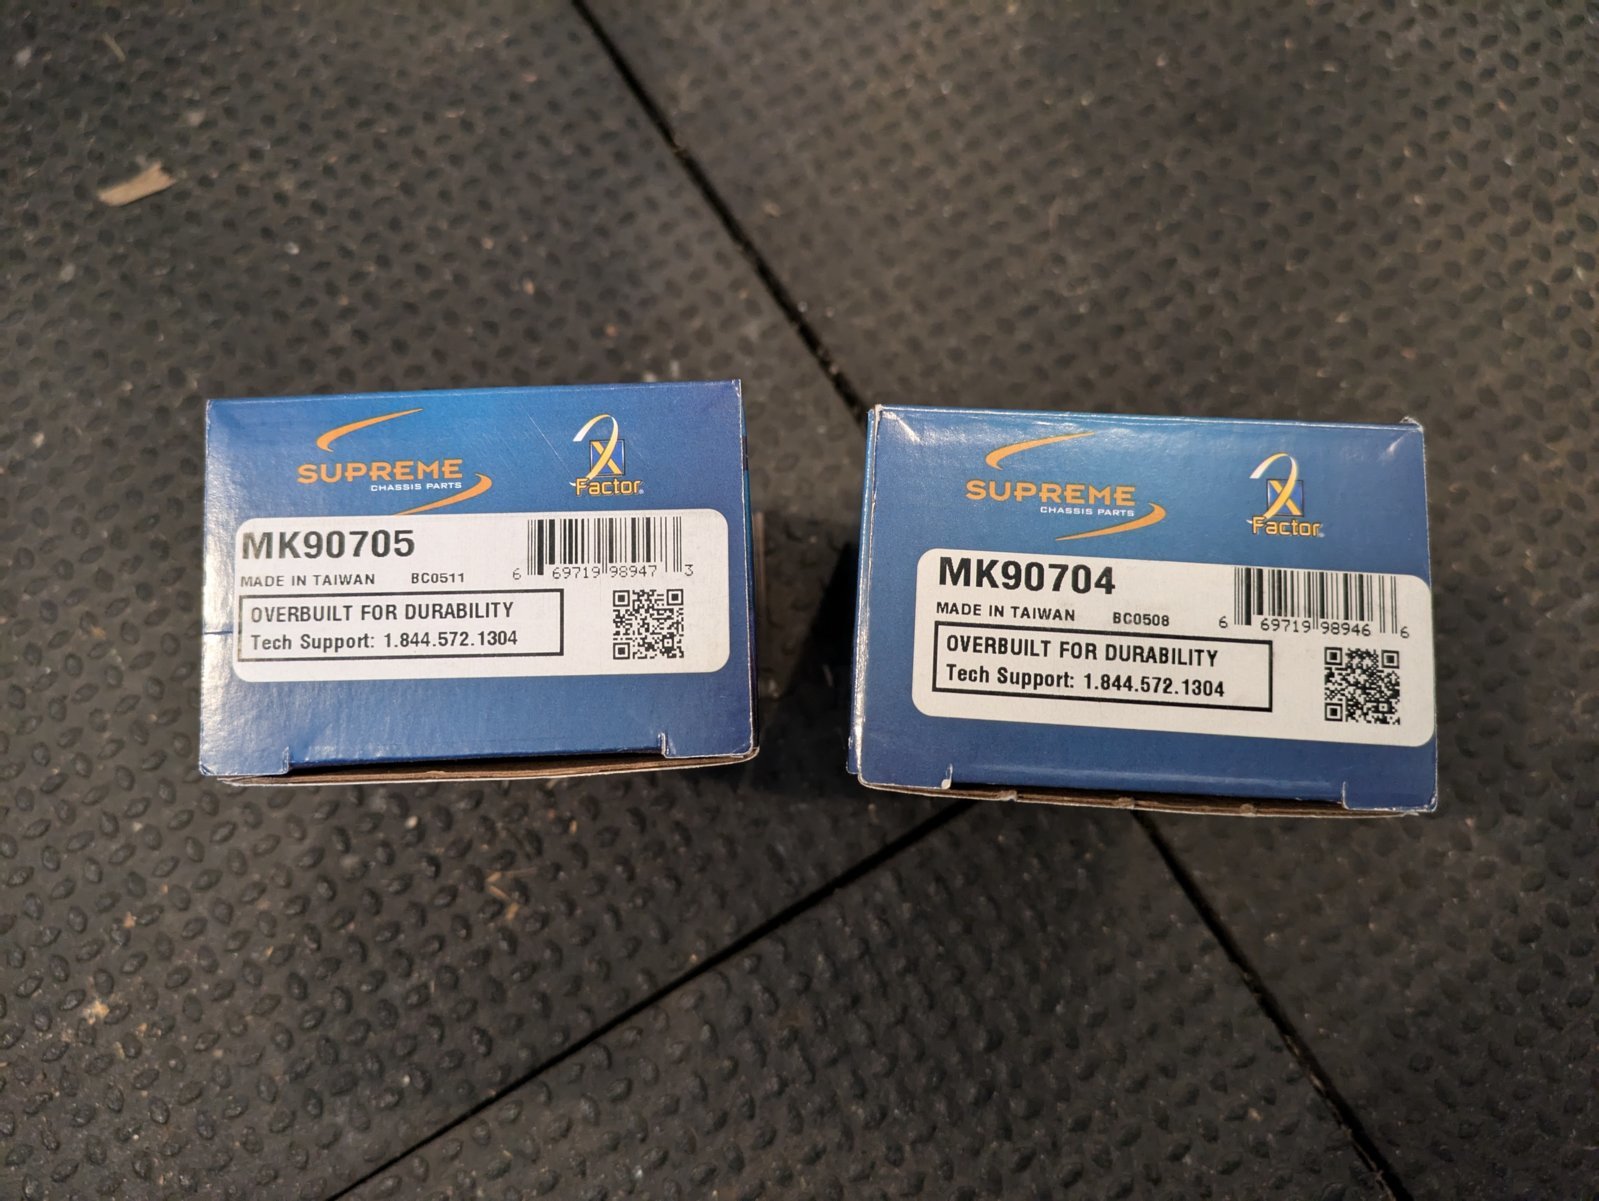 SUPREME
CHASSIS PARTS
X
Factor
MK90705
MADE IN TAIWAN BC0511
6 69719 98947 3
OVERBUILT FOR DURABILITY
Tech Support: 1.844.572.1304
SUPREME
CHASSIS PARTS
X
Factor
MK90704
MADE IN TAIWAN BC0508
6 69719 98946 6
OVERBUILT FOR DURABILITY
Tech Support: 1.844.572.1304